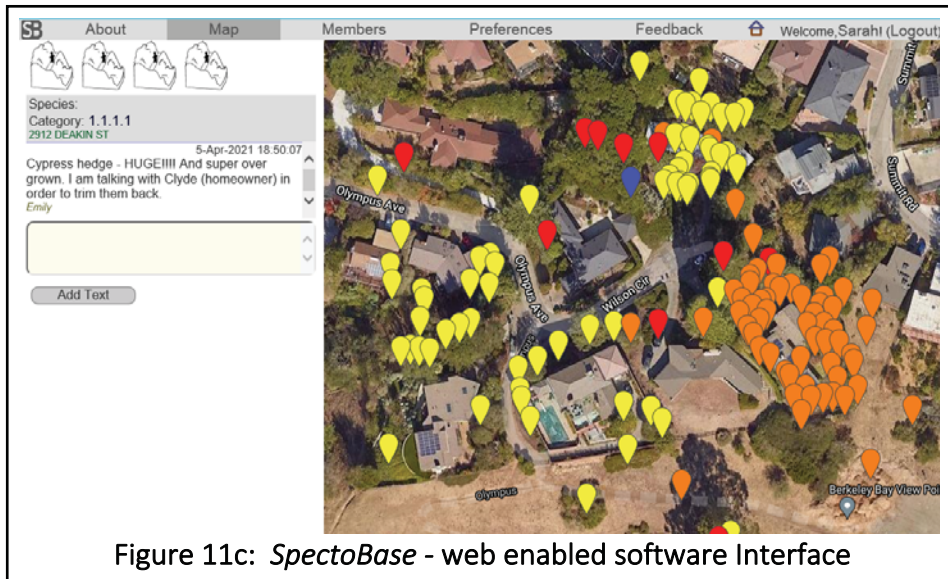 SB About Map Members Preferences Feedback Welcome,Sarah! (Logout)
Species:
Category: 1.1.1.1
2912 DEAKIN ST
5-Apr-2021 18.50.07
Cypress hedge - HUGE!!!! And super over
grown. I am talking with Clyde (homeowner) in
order to trim them back.
Emily
Add Text
Summit
Summit Rd
Olympus Ave
Olympus Ave
Wilson Cir
Olympus
Berkeley Bay View Poi
Figure 11c: SpectoBase - web enabled software Interface